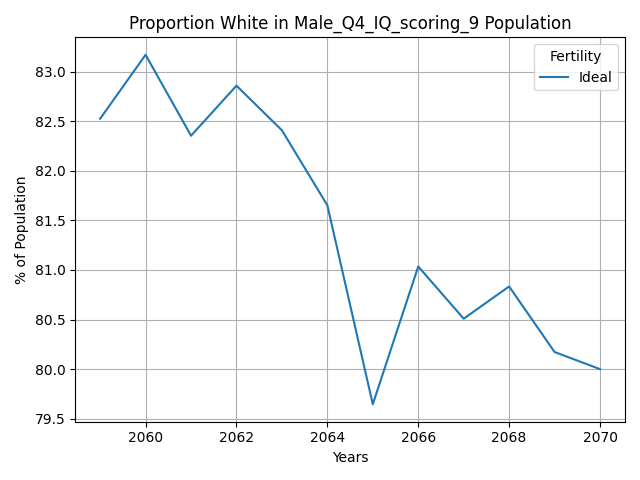 Proportion White in Male_Q4_IQ_scoring_9 Population
Fertility
Ideal
83.0
82.5
82.0
81.5
81.0
80.5
80.0
79.5
% of Population
2060
2062
2064
2066
2068
2070
Years